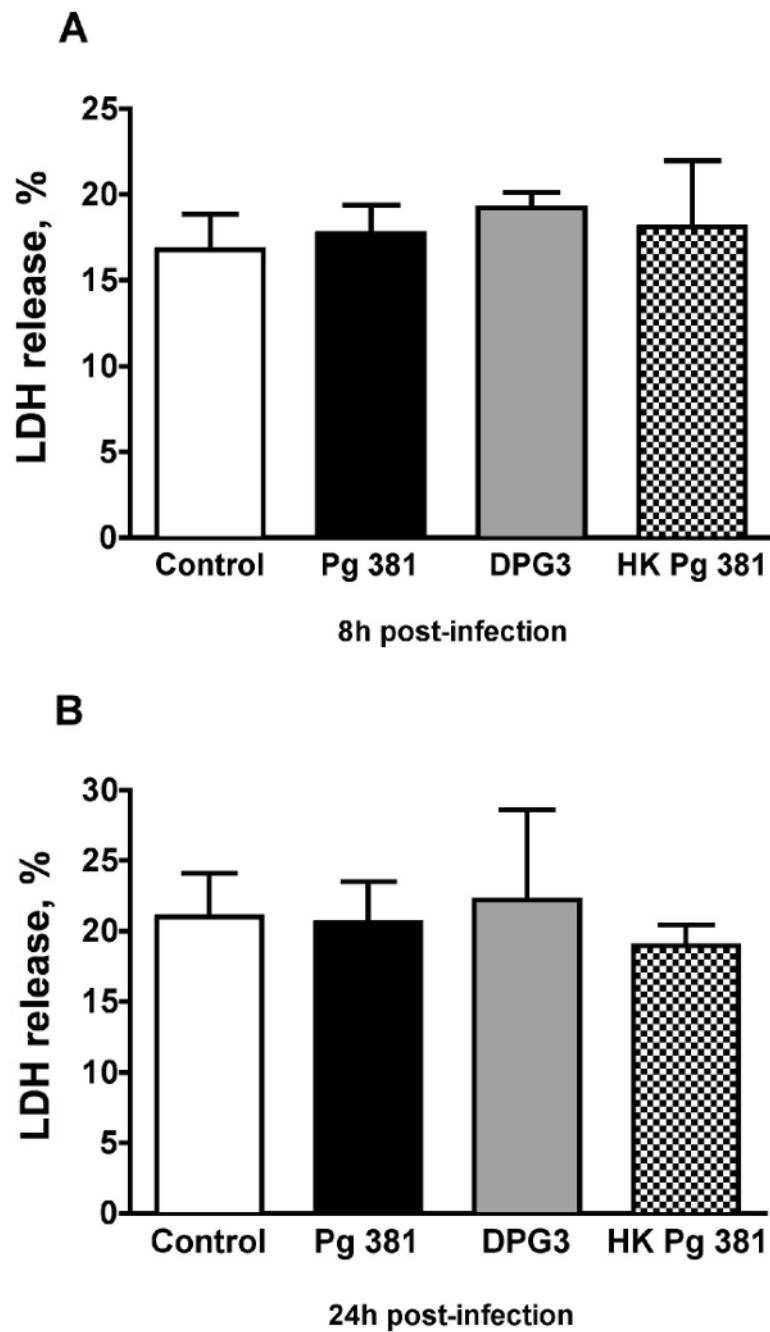 A
LDH release, %
25
20
15
10
5
0
Control Pg 381 DPG3 HK Pg 381
8h post-infection
B
LDH release, %
30
25
20
15
10
5
0
Control Pg 381 DPG3 HK Pg 381
24h post-infection